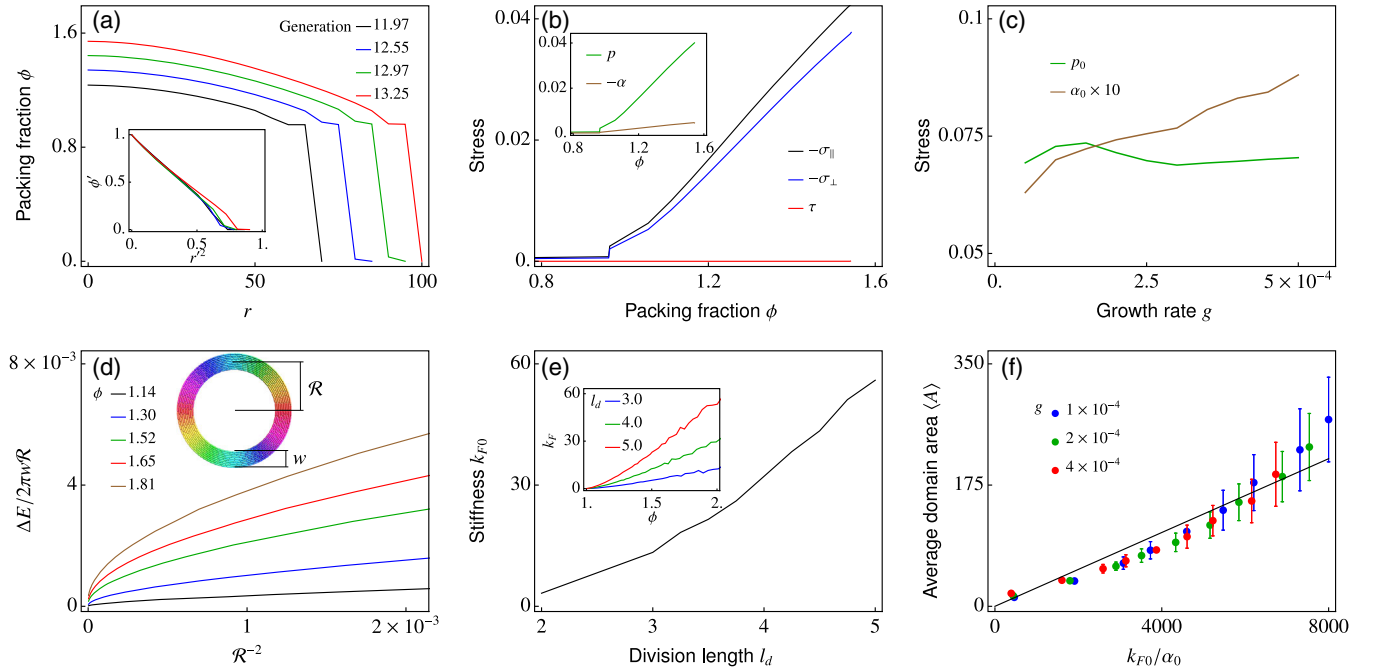 (a)
Generation
11.97
12.55
12.97
13.25
1.6
0.8
0.
0
50
100
Packing fraction ϕ
r
1.
0.5
0.
0.
0.5
1.
ϕ′
r′²
(b)
0.04
0.02
0.
0.8
1.2
1.6
Stress
Packing fraction ϕ
0.04
0.02
0.
0.8
1.2
1.6
ϕ
p
−α
−σ∥
−σ⊥
τ
(c)
0.1
0.075
0.05
0.
2.5
5 × 10⁻⁴
Stress
Growth rate g
p₀
α₀ × 10
(d)
8 × 10⁻³
4
0
0
1
2 × 10⁻³
ΔE/2πwℛ
ℛ⁻²
ϕ
1.14
1.30
1.52
1.65
1.81
ℛ
w
(e)
60
30
0
2
3
4
5
Stiffness k_F0
Division length l_d
60
30
0
1.
1.5
2.
k_F
ϕ
l_d
3.0
4.0
5.0
(f)
350
175
0
0
4000
8000
Average domain area ⟨A⟩
k_F0/α₀
g
1 × 10⁻⁴
2 × 10⁻⁴
4 × 10⁻⁴